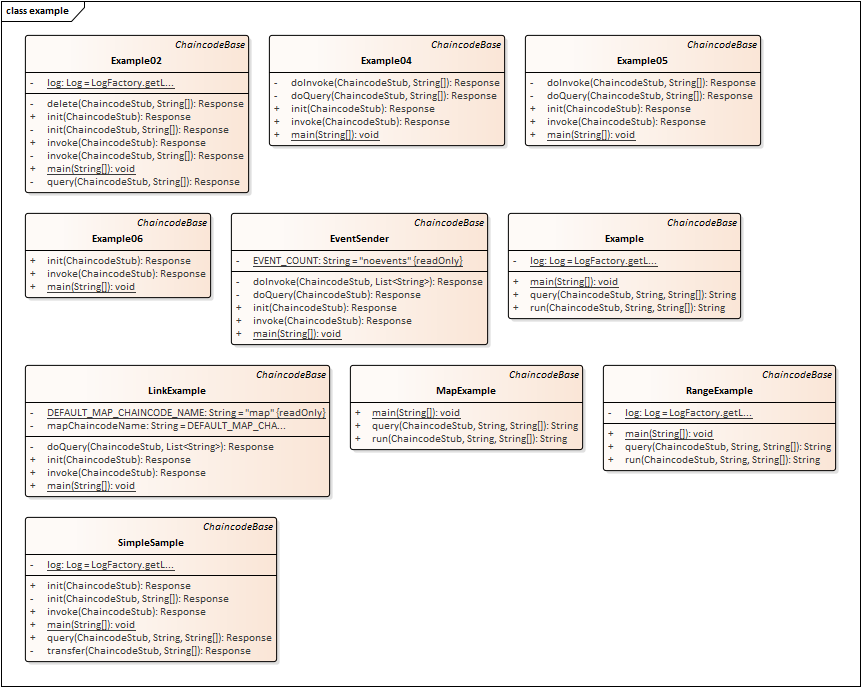 class example
ChaincodeBase
Example02
- log: Log = LogFactory.getL...
- delete(ChaincodeStub, String[]): Response
+ init(ChaincodeStub): Response
- init(ChaincodeStub, String[]): Response
+ invoke(ChaincodeStub): Response
- invoke(ChaincodeStub, String[]): Response
+ main(String[]): void
- query(ChaincodeStub, String[]): Response
ChaincodeBase
Example04
- doInvoke(ChaincodeStub, String[]): Response
- doQuery(ChaincodeStub, String[]): Response
+ init(ChaincodeStub): Response
+ invoke(ChaincodeStub): Response
+ main(String[]): void
ChaincodeBase
Example05
- doInvoke(ChaincodeStub, String[]): Response
- doQuery(ChaincodeStub, String[]): Response
+ init(ChaincodeStub): Response
+ invoke(ChaincodeStub): Response
+ main(String[]): void
ChaincodeBase
Example06
+ init(ChaincodeStub): Response
+ invoke(ChaincodeStub): Response
+ main(String[]): void
ChaincodeBase
EventSender
- EVENT_COUNT: String = "noevents" {readOnly}
- doInvoke(ChaincodeStub, List<String>): Response
- doQuery(ChaincodeStub): Response
+ init(ChaincodeStub): Response
+ invoke(ChaincodeStub): Response
+ main(String[]): void
ChaincodeBase
Example
- log: Log = LogFactory.getL...
+ main(String[]): void
+ query(ChaincodeStub, String, String[]): String
+ run(ChaincodeStub, String, String[]): String
ChaincodeBase
LinkExample
- DEFAULT_MAP_CHAINCODE_NAME: String = "map" {readOnly}
- mapChaincodeName: String = DEFAULT_MAP_CHA...
- doQuery(ChaincodeStub, List<String>): Response
+ init(ChaincodeStub): Response
+ invoke(ChaincodeStub): Response
+ main(String[]): void
ChaincodeBase
MapExample
+ main(String[]): void
+ query(ChaincodeStub, String, String[]): String
+ run(ChaincodeStub, String, String[]): String
ChaincodeBase
RangeExample
- log: Log = LogFactory.getL...
+ main(String[]): void
+ query(ChaincodeStub, String, String[]): String
+ run(ChaincodeStub, String, String[]): String
ChaincodeBase
SimpleSample
- log: Log = LogFactory.getL...
+ init(ChaincodeStub): Response
- init(ChaincodeStub, String[]): Response
+ invoke(ChaincodeStub): Response
+ main(String[]): void
+ query(ChaincodeStub, String, String[]): Response
- transfer(ChaincodeStub, String[]): Response